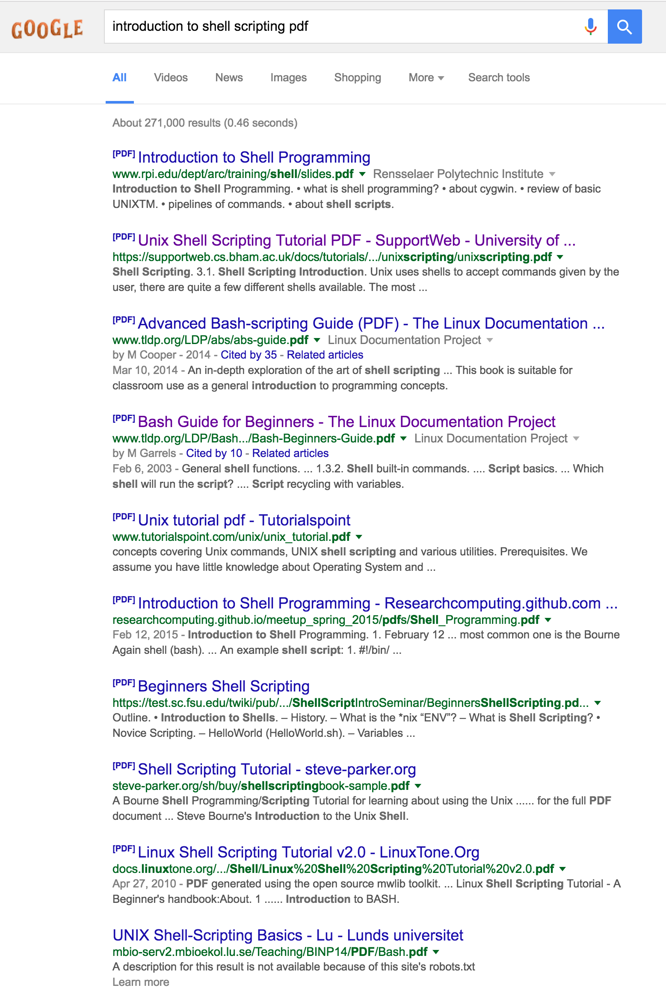 GOOGLE
introduction to shell scripting pdf
All Videos News Images Shopping More Search tools
About 271,000 results (0.46 seconds)
[PDF] Introduction to Shell Programming
www.rpi.edu/dept/arc/training/shell/slides.pdf Rensselaer Polytechnic Institute
Introduction to Shell Programming. • what is shell programming? • about cygwin. • review of basic
UNIXTM. • pipelines of commands. • about shell scripts.
[PDF] Unix Shell Scripting Tutorial PDF - SupportWeb - University of ...
https://supportweb.cs.bham.ac.uk/docs/tutorials/.../unixscripting/unixscripting.pdf
Shell Scripting. 3.1. Shell Scripting Introduction. Unix uses shells to accept commands given by the
user, there are quite a few different shells available. The most ...
[PDF] Advanced Bash-scripting Guide (PDF) - The Linux Documentation ...
www.tldp.org/LDP/abs/abs-guide.pdf Linux Documentation Project
by M Cooper - 2014 - Cited by 35 - Related articles
Mar 10, 2014 - An in-depth exploration of the art of shell scripting ... This book is suitable for
classroom use as a general introduction to programming concepts.
[PDF] Bash Guide for Beginners - The Linux Documentation Project
www.tldp.org/LDP/Bash.../Bash-Beginners-Guide.pdf Linux Documentation Project
by M Garrels - Cited by 10 - Related articles
Feb 6, 2003 - General shell functions. ... 1.3.2. Shell built-in commands. .... Script basics. ... Which
shell will run the script? .... Script recycling with variables.
[PDF] Unix tutorial pdf - Tutorialspoint
www.tutorialspoint.com/unix/unix_tutorial.pdf
concepts covering Unix commands, UNIX shell scripting and various utilities. Prerequisites. We
assume you have little knowledge about Operating System and ...
[PDF] Introduction to Shell Programming - Researchcomputing.github.com ...
researchcomputing.github.io/meetup_spring_2015/pdfs/Shell_Programming.pdf
Feb 12, 2015 - Introduction to Shell Programming. 1. February 12 ... most common one is the Bourne
Again shell (bash). ... An example shell script: 1. #!/bin/ ...
[PDF] Beginners Shell Scripting
https://test.sc.fsu.edu/twiki/pub/.../ShellScriptIntroSeminar/BeginnersShellScripting.pd...
Outline. • Introduction to Shells. – History. – What is the *nix “ENV”? – What is Shell Scripting? •
Novice Scripting. – HelloWorld (HelloWorld.sh). – Variables ...
[PDF] Shell Scripting Tutorial - steve-parker.org
steve-parker.org/sh/buy/shellscriptingbook-sample.pdf
A Bourne Shell Programming/Scripting Tutorial for learning about using the Unix ...... for the full PDF
document ... Steve Bourne's Introduction to the Unix Shell.
[PDF] Linux Shell Scripting Tutorial v2.0 - LinuxTone.Org
docs.linuxtone.org/.../Shell/Linux%20Shell%20Scripting%20Tutorial%20v2.0.pdf
Apr 27, 2010 - PDF generated using the open source mwlib toolkit. ... Linux Shell Scripting Tutorial - A
Beginner's handbook:About. 1 ...... Introduction to BASH.
UNIX Shell-Scripting Basics - Lu - Lunds universitet
mbio-serv2.mbioekol.lu.se/Teaching/BINP14/PDF/Bash.pdf
A description for this result is not available because of this site's robots.txt
Learn more